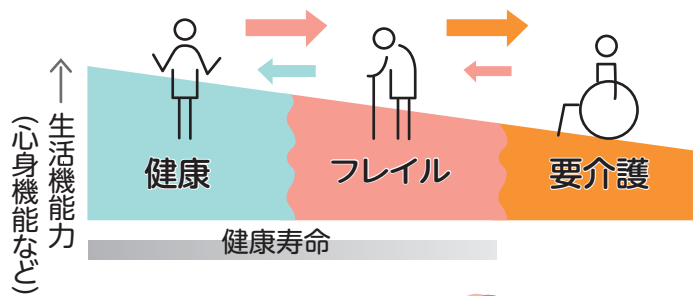 生活機能力
(心身機能など)
健康
フレイル
要介護
健康寿命